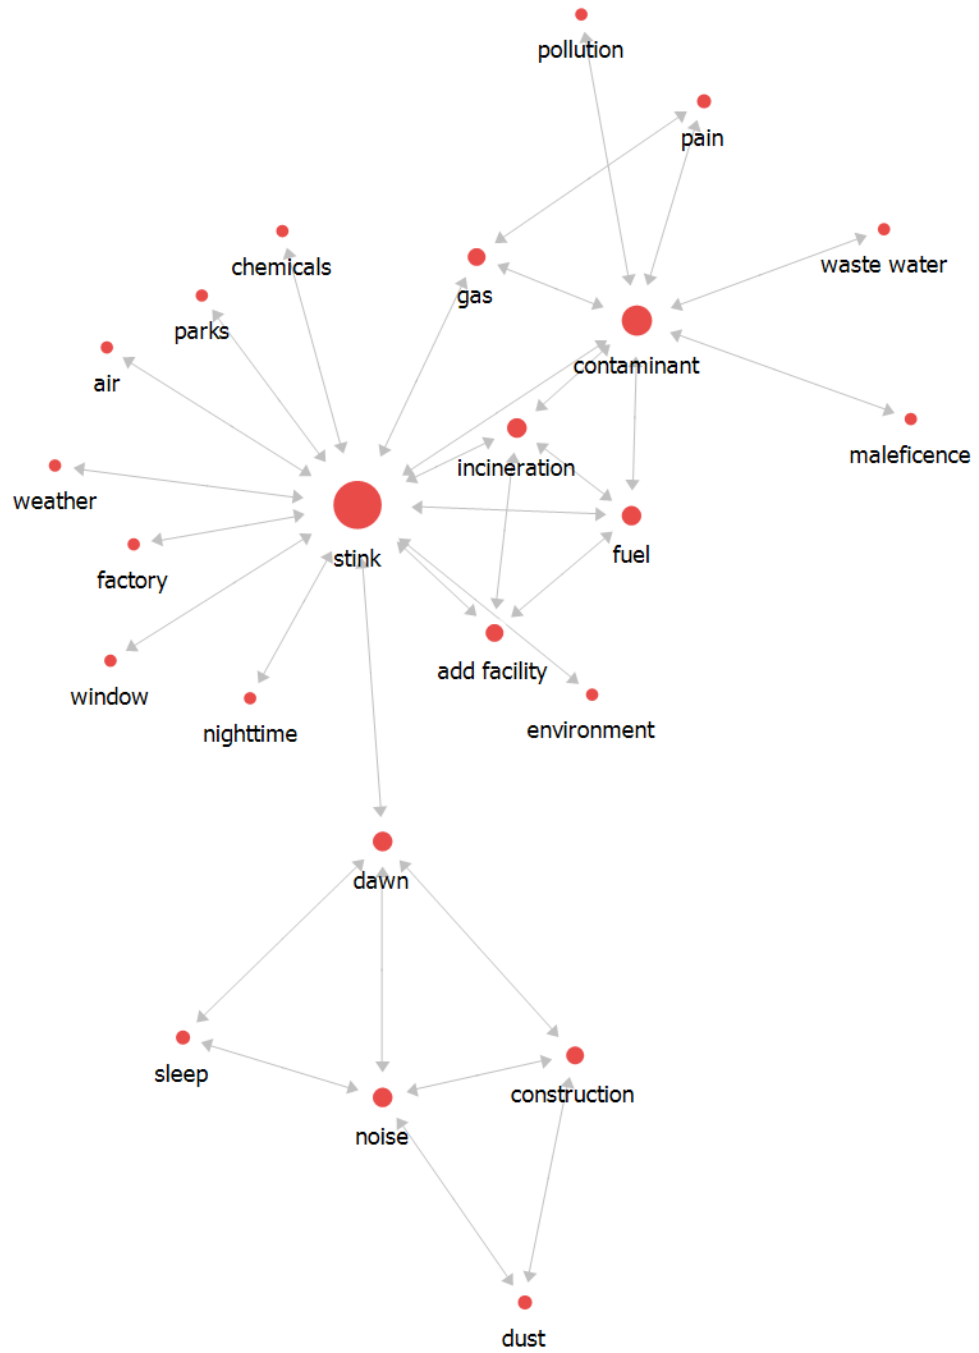 pollution
pain
chemicals
waste water
gas
parks
contaminant
air
maleficence
incineration
weather
stink
fuel
factory
add facility
window
environment
nighttime
dawn
sleep
construction
noise
dust